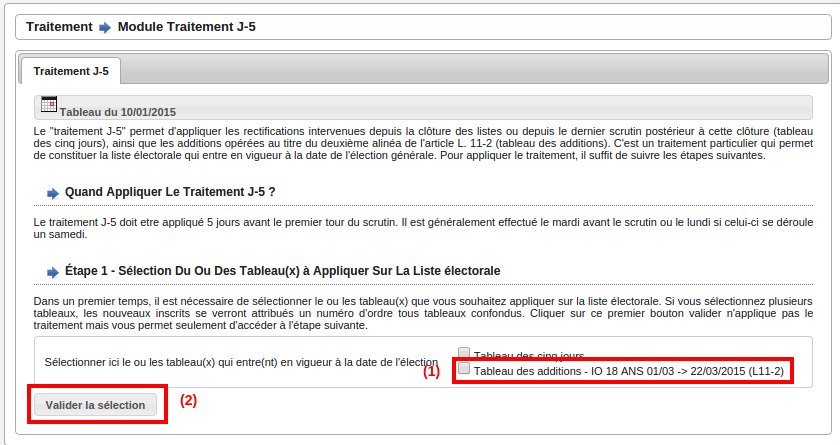 Traitement Module Traitement J-5
Traitement J-5
Tableau du 10/01/2015
Le "traitement J-5" permet d'appliquer les rectifications intervenues depuis la clôture des listes ou depuis le dernier scrutin postérieur à cette clôture (tableau
des cinq jours), ainsi que les additions opérées au titre du deuxième alinéa de l'article L. 11-2 (tableau des additions). C'est un traitement particulier qui permet
de constituer la liste électorale qui entre en vigueur à la date de l'élection générale. Pour appliquer le traitement, il suffit de suivre les étapes suivantes.
Quand Appliquer Le Traitement J-5 ?
Le traitement J-5 doit etre appliqué 5 jours avant le premier tour du scrutin. Il est généralement effectué le mardi avant le scrutin ou le lundi si celui-ci se déroule
un samedi.
Étape 1 - Sélection Du Ou Des Tableau(x) à Appliquer Sur La Liste électorale
Dans un premier temps, il est nécessaire de sélectionner le ou les tableau(x) que vous souhaitez appliquer sur la liste électorale. Si vous sélectionnez plusieurs
tableaux, les nouveaux inscrits se verront attribués un numéro d'ordre tous tableaux confondus. Cliquer sur ce premier bouton valider n'applique pas le
traitement mais vous permet seulement d'accéder à l'étape suivante.
Tableau des cinq jours
Sélectionner ici le ou les tableau(x) qui entre(nt) en vigueur à la date de l'élection
(1) Tableau des additions - IO 18 ANS 01/03 -> 22/03/2015 (L11-2)
Valider la sélection (2)